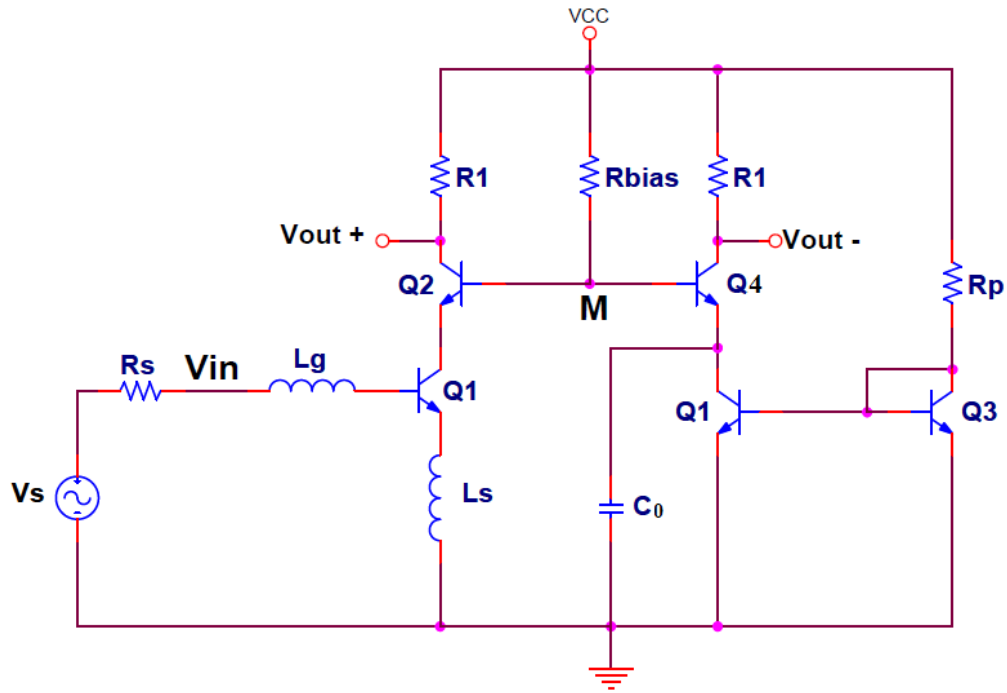 VCC
R1
Rbias
R1
Vout +
Vout -
Q2
M
Q4
Rp
Rs
Vin
Lg
Q1
Q1
Q3
Vs
Ls
C₀